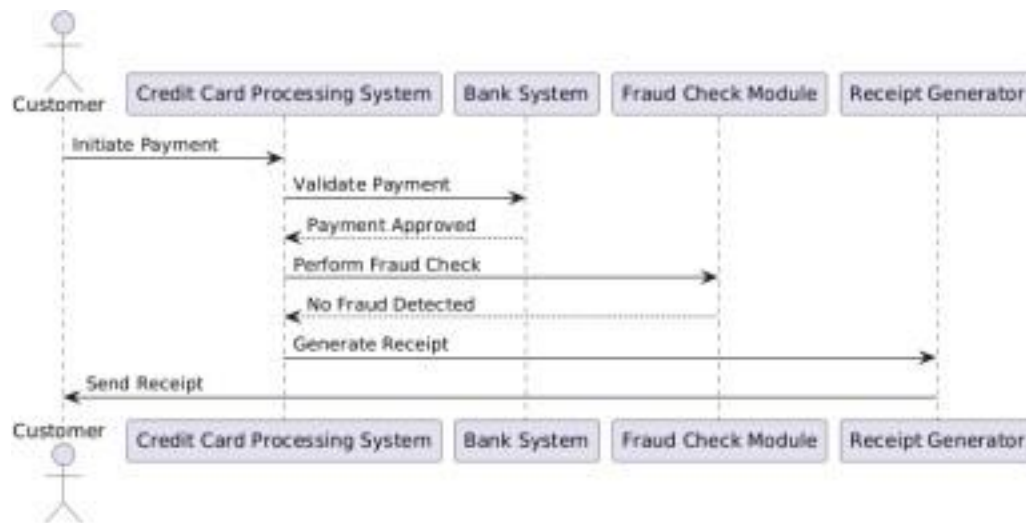 Customer
Credit Card Processing System
Bank System
Fraud Check Module
Receipt Generator
Initiate Payment
Validate Payment
Payment Approved
Perform Fraud Check
No Fraud Detected
Generate Receipt
Send Receipt
Customer
Credit Card Processing System
Bank System
Fraud Check Module
Receipt Generator